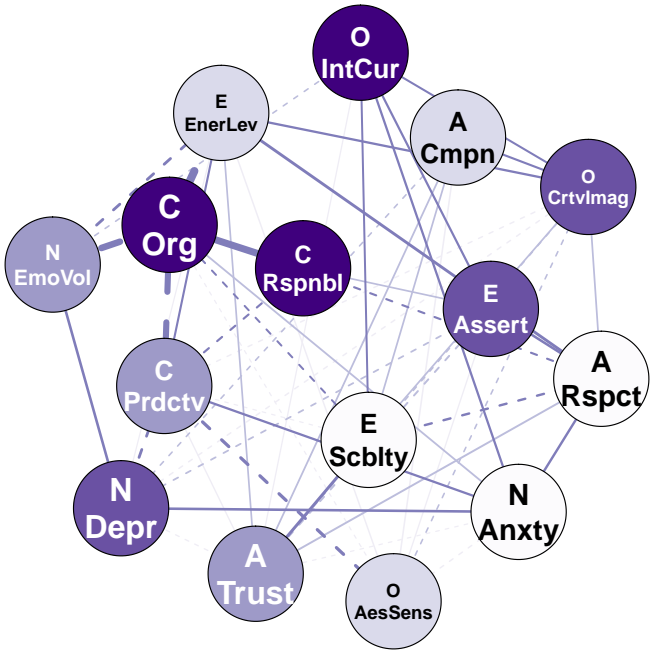 O
IntCur
E
EnerLev
A
Cmpn
O
CrtvImag
C
Org
N
EmoVol
C
Rspnbl
E
Assert
C
Prdctv
A
Rspct
E
Scblty
N
Depr
N
Anxty
A
Trust
O
AesSens